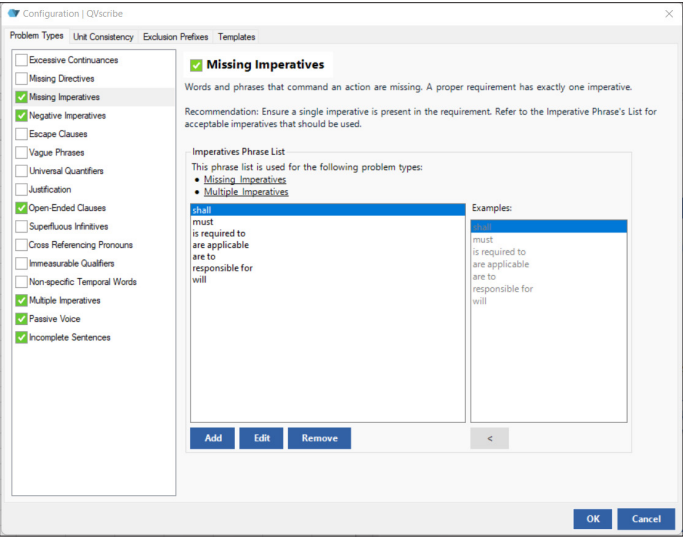 Configuration | QVscribe
Problem Types Unit Consistency Exclusion Prefixes Templates
Excessive Continuances
Missing Directives
Missing Imperatives
Negative Imperatives
Escape Clauses
Vague Phrases
Universal Quantifiers
Justification
Open-Ended Clauses
Superfluous Infinitives
Cross Referencing Pronouns
Immeasurable Qualifiers
Non-specific Temporal Words
Multiple Imperatives
Passive Voice
Incomplete Sentences
Missing Imperatives
Words and phrases that command an action are missing. A proper requirement has exactly one imperative.
Recommendation: Ensure a single imperative is present in the requirement. Refer to the Imperative Phrase's List for
acceptable imperatives that should be used.
Imperatives Phrase List
This phrase list is used for the following problem types:
• Missing Imperatives
• Multiple Imperatives
shall
must
is required to
are applicable
are to
responsible for
will
Examples:
shall
must
is required to
are applicable
are to
responsible for
will
Add Edit Remove <
OK Cancel